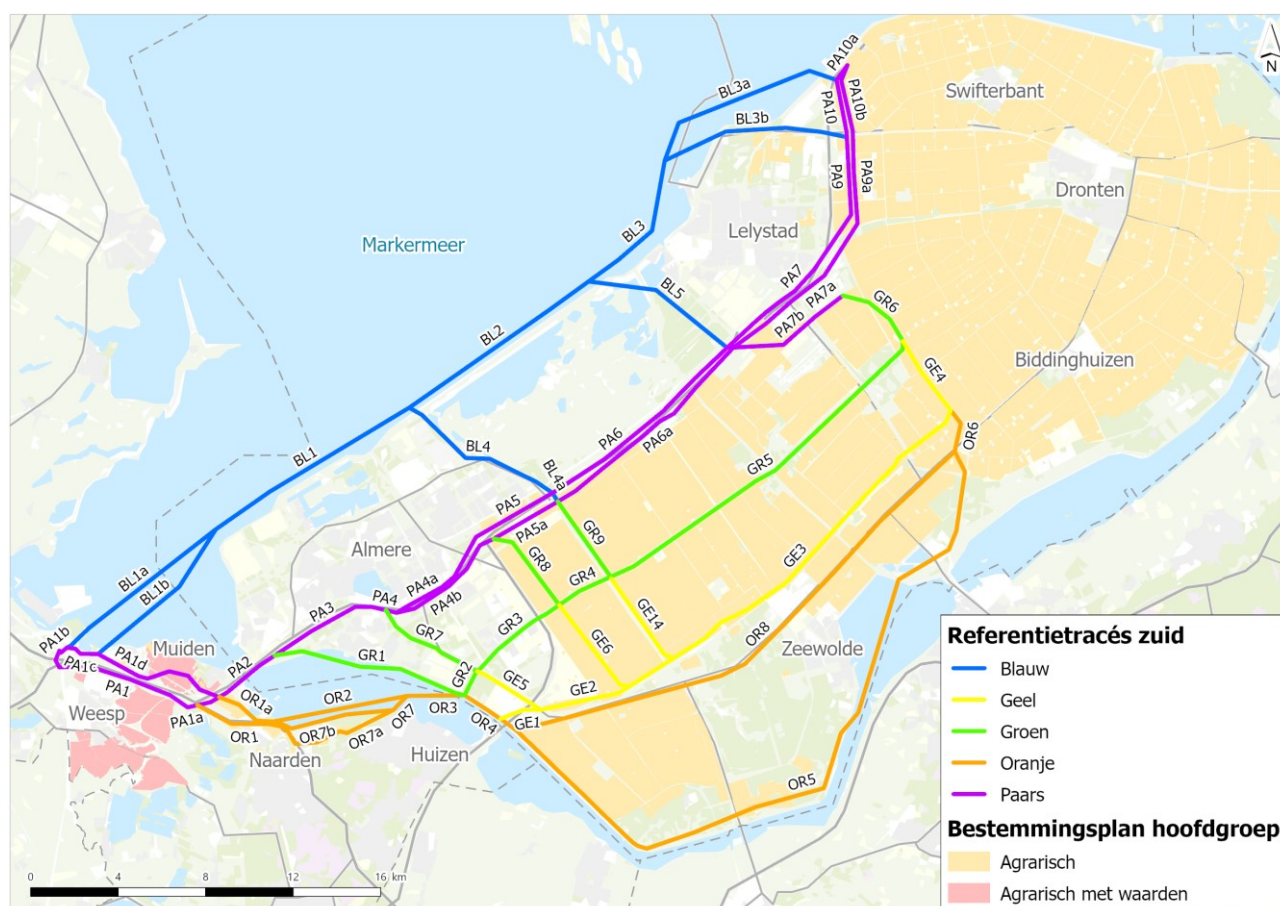 PA10a
N
BL3a
Swifterbant
PA10b
PA10
BL3b
PA9
PA9a
Dronten
Lelystad
BL3
Markermeer
PA7
BL5
PA7a
GR6
BL2
PA7b
Biddinghuizen
GE4
PA6
OR6
PA6a
BL4
GR5
BL1
BL4a
PA5
PA5a
GR9
Almere
GE3
BL1a
GR8
GR4
PA4a
BL1b
PA4
PA4b
PA3
GR3
GE14
PA1b
Muiden
GR7
OR8
Zeewolde
PA1c
PA1d
PA2
GR1
GR2
GE6
PA1
GE5
OR1a
OR2
OR3
GE2
Weesp
PA1a
OR4
GE1
OR1
OR7b
OR7
OR7a
Naarden
Huizen
OR5
Referentietracés zuid
Blauw
Geel
Groen
Oranje
Paars
Bestemmingsplan hoofdgroep
Agrarisch
Agrarisch met waarden
0 4 8 12 16 km